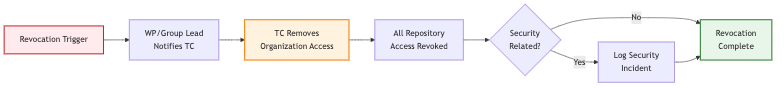 Revocation Trigger
WP/Group Lead
Notifies TC
TC Removes
Organization Access
All Repository
Access Revoked
Security
Related?
No
Yes
Log Security
Incident
Revocation
Complete